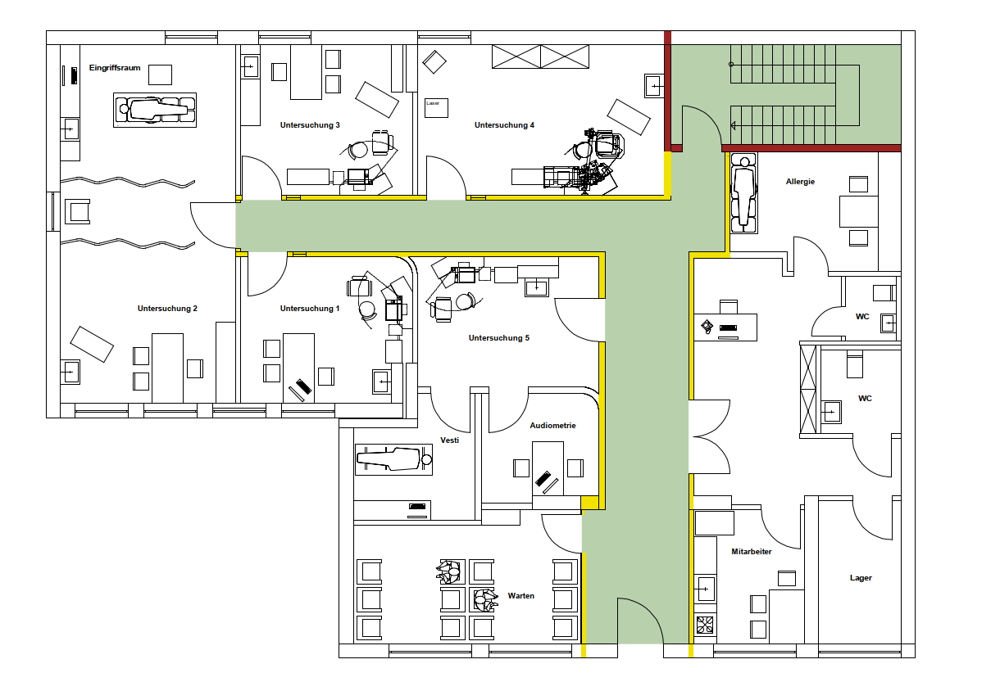 Eingriffsraum
Untersuchung 3
Laser
Untersuchung 4
Allergie
Untersuchung 2
Untersuchung 1
Untersuchung 5
WC
WC
Audiometrie
Vesti
Mitarbeiter
Lager
Warten